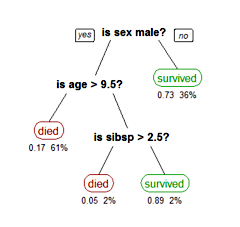 is sex male?
yes
no
is age > 9.5?
survived
0.73 36%
died
0.17 61%
is sibsp > 2.5?
died
0.05 2%
survived
0.89 2%